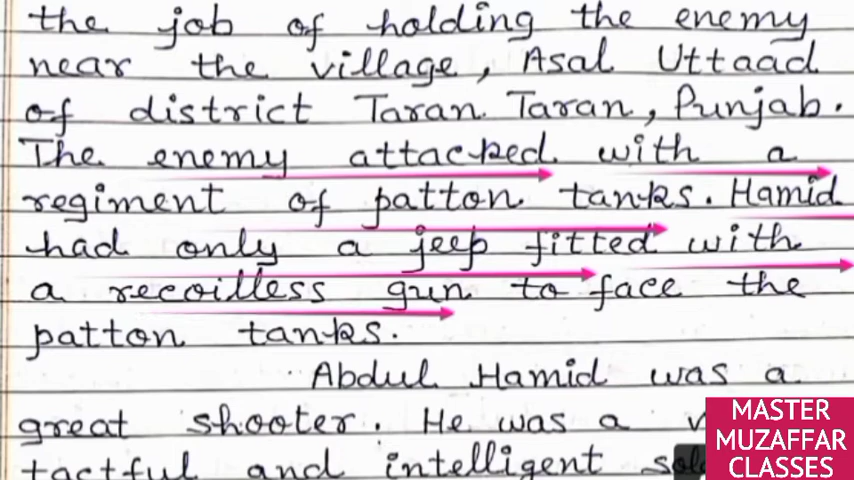 the job of holding the enemy
near the village, Asal Uttaad
of district Taran Taran, Punjab.
The enemy attacked with a
regiment of patton tanks. Hamid
had only a jeep fitted with
a recoilless gun to face the
patton tanks.
Abdul Hamid was a
great shooter. He was a
tactful and intelligent
MASTER
MUZAFFAR
CLASSES